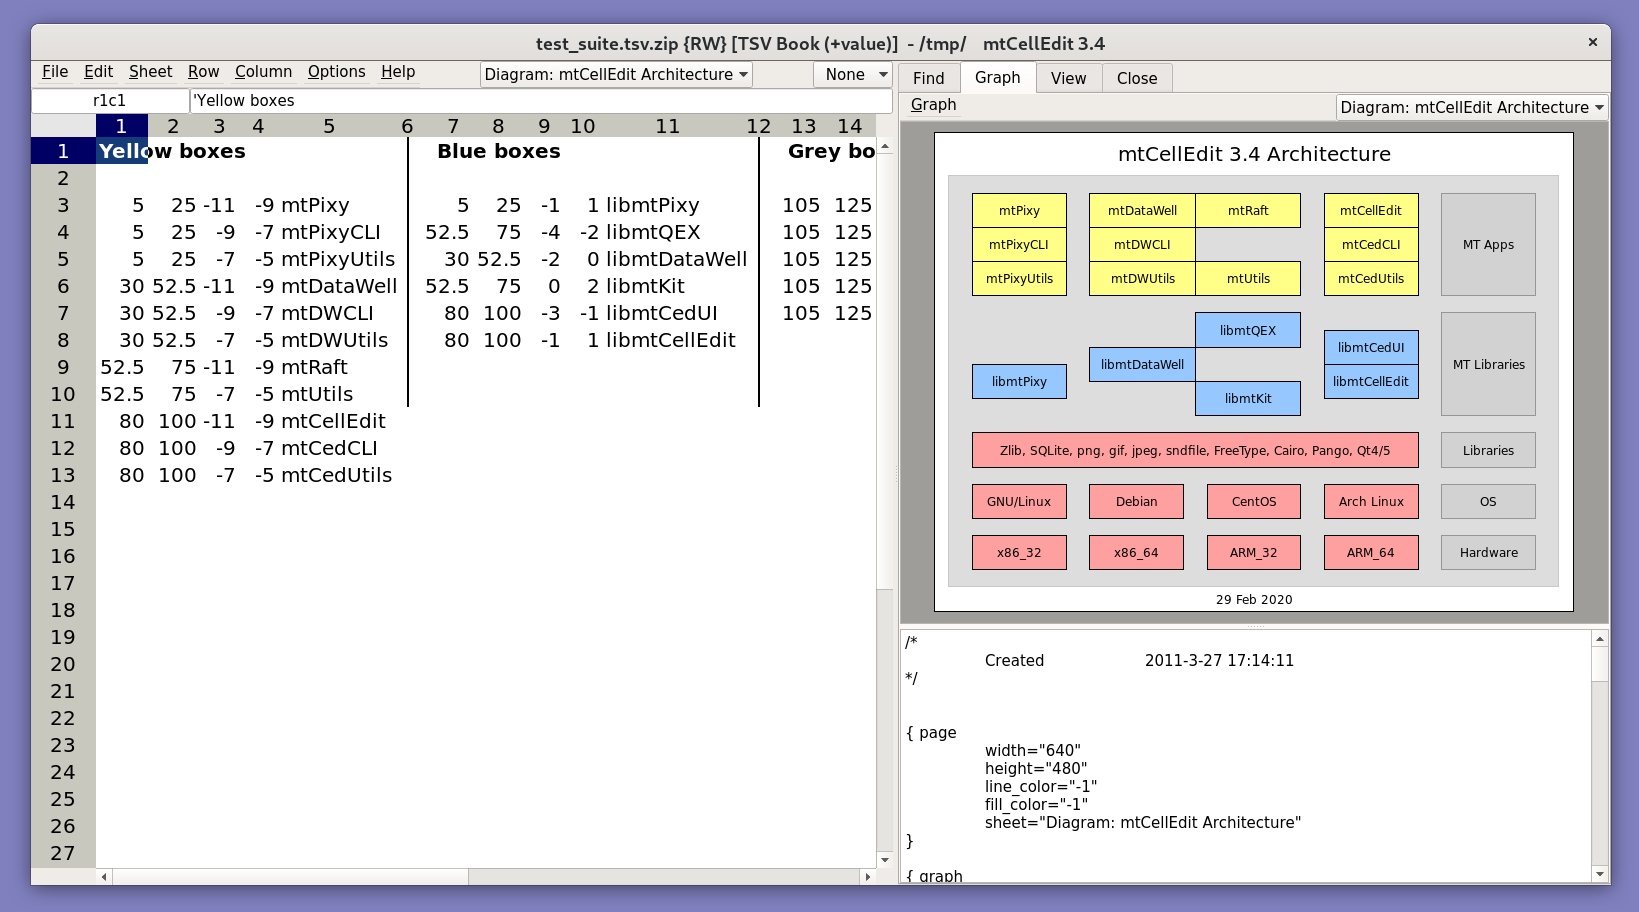 test_suite.tsv.zip {RW} [TSV Book (+value)] - /tmp/ mtCellEdit 3.4 ×
File Edit Sheet Row Column Options Help Diagram: mtCellEdit Architecture None
r1c1 'Yellow boxes
1 2 3 4 5 6 7 8 9 10 11 12 13 14
1 Yellow boxes Blue boxes Grey bo
2
3 5 25 -11 -9 mtPixy 5 25 -1 1 libmtPixy 105 125
4 5 25 -9 -7 mtPixyCLI 52.5 75 -4 -2 libmtQEX 105 125
5 5 25 -7 -5 mtPixyUtils 30 52.5 -2 0 libmtDataWell 105 125
6 30 52.5 -11 -9 mtDataWell 52.5 75 0 2 libmtKit 105 125
7 30 52.5 -9 -7 mtDWCLI 80 100 -3 -1 libmtCedUI 105 125
8 30 52.5 -7 -5 mtDWUtils 80 100 -1 1 libmtCellEdit
9 52.5 75 -11 -9 mtRaft
10 52.5 75 -7 -5 mtUtils
11 80 100 -11 -9 mtCellEdit
12 80 100 -9 -7 mtCedCLI
13 80 100 -7 -5 mtCedUtils
14
15
16
17
18
19
20
21
22
23
24
25
26
27
Find Graph View Close
Graph Diagram: mtCellEdit Architecture
mtCellEdit 3.4 Architecture
mtPixy mtDataWell mtRaft mtCellEdit
mtPixyCLI mtDWCLI mtCedCLI MT Apps
mtPixyUtils mtDWUtils mtUtils mtCedUtils
libmtQEX
libmtCedUI
libmtDataWell MT Libraries
libmtPixy libmtCellEdit
libmtKit
Zlib, SQLite, png, gif, jpeg, sndfile, FreeType, Cairo, Pango, Qt4/5 Libraries
GNU/Linux Debian CentOS Arch Linux OS
x86_32 x86_64 ARM_32 ARM_64 Hardware
29 Feb 2020
/*
Created 2011-3-27 17:14:11
*/
{ page
width="640"
height="480"
line_color="-1"
fill_color="-1"
sheet="Diagram: mtCellEdit Architecture"
}
{ graph